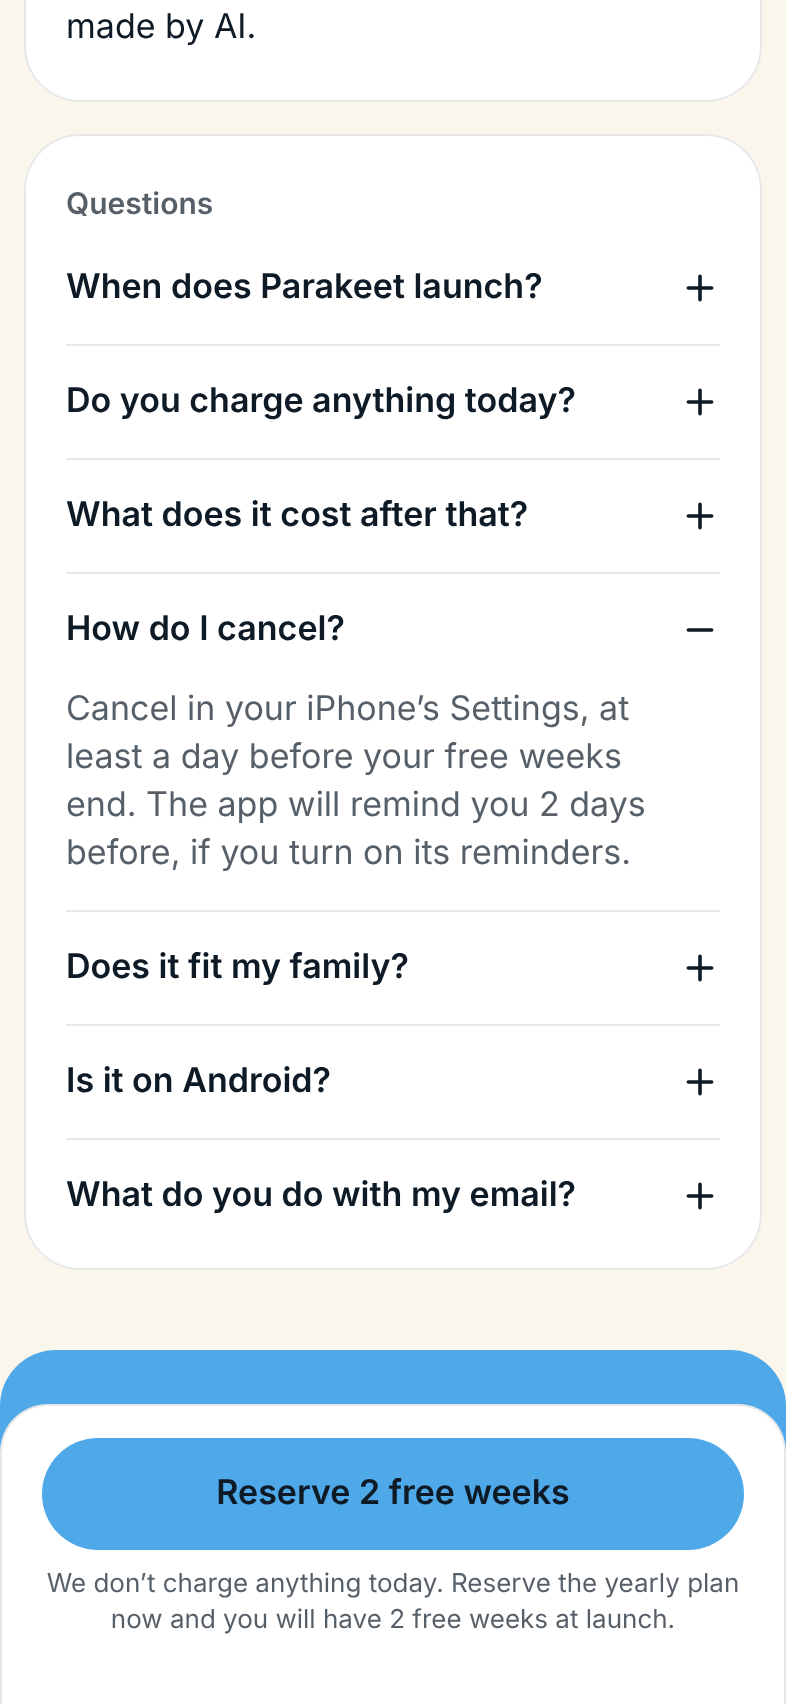 made by AI.
Questions
When does Parakeet launch?
Do you charge anything today?
What does it cost after that?
How do I cancel?
Cancel in your iPhone’s Settings, at
least a day before your free weeks
end. The app will remind you 2 days
before, if you turn on its reminders.
Does it fit my family?
Is it on Android?
What do you do with my email?
Reserve 2 free weeks
We don’t charge anything today. Reserve the yearly plan
now and you will have 2 free weeks at launch.